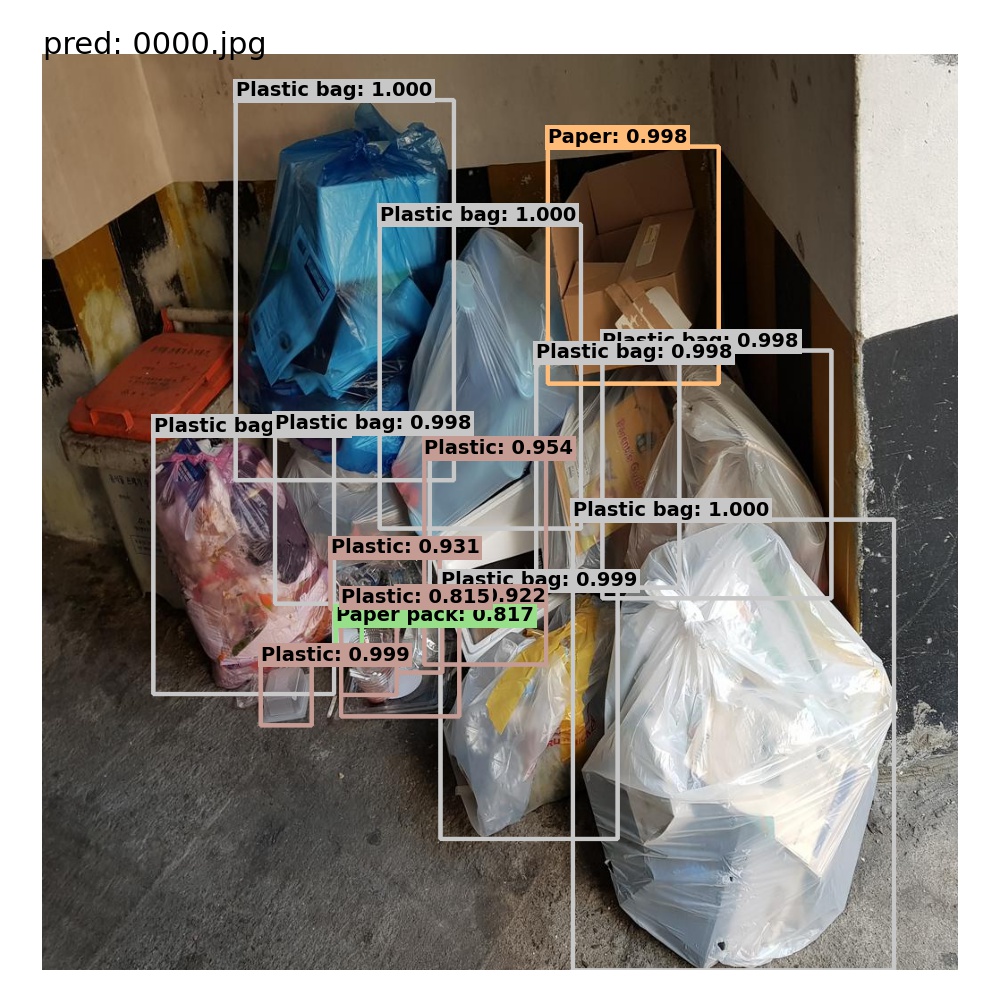 pred: 0000.jpg
Plastic bag: 1.000
Paper: 0.998
Plastic bag: 1.000
Plastic bag: 0.998
Plastic bag: 0.998
Plastic bag
Plastic bag: 0.998
Plastic: 0.954
Plastic bag: 1.000
Plastic: 0.931
Plastic bag: 0.999
Plastic: 0.815
0.922
Paper pack: 0.817
Plastic: 0.999